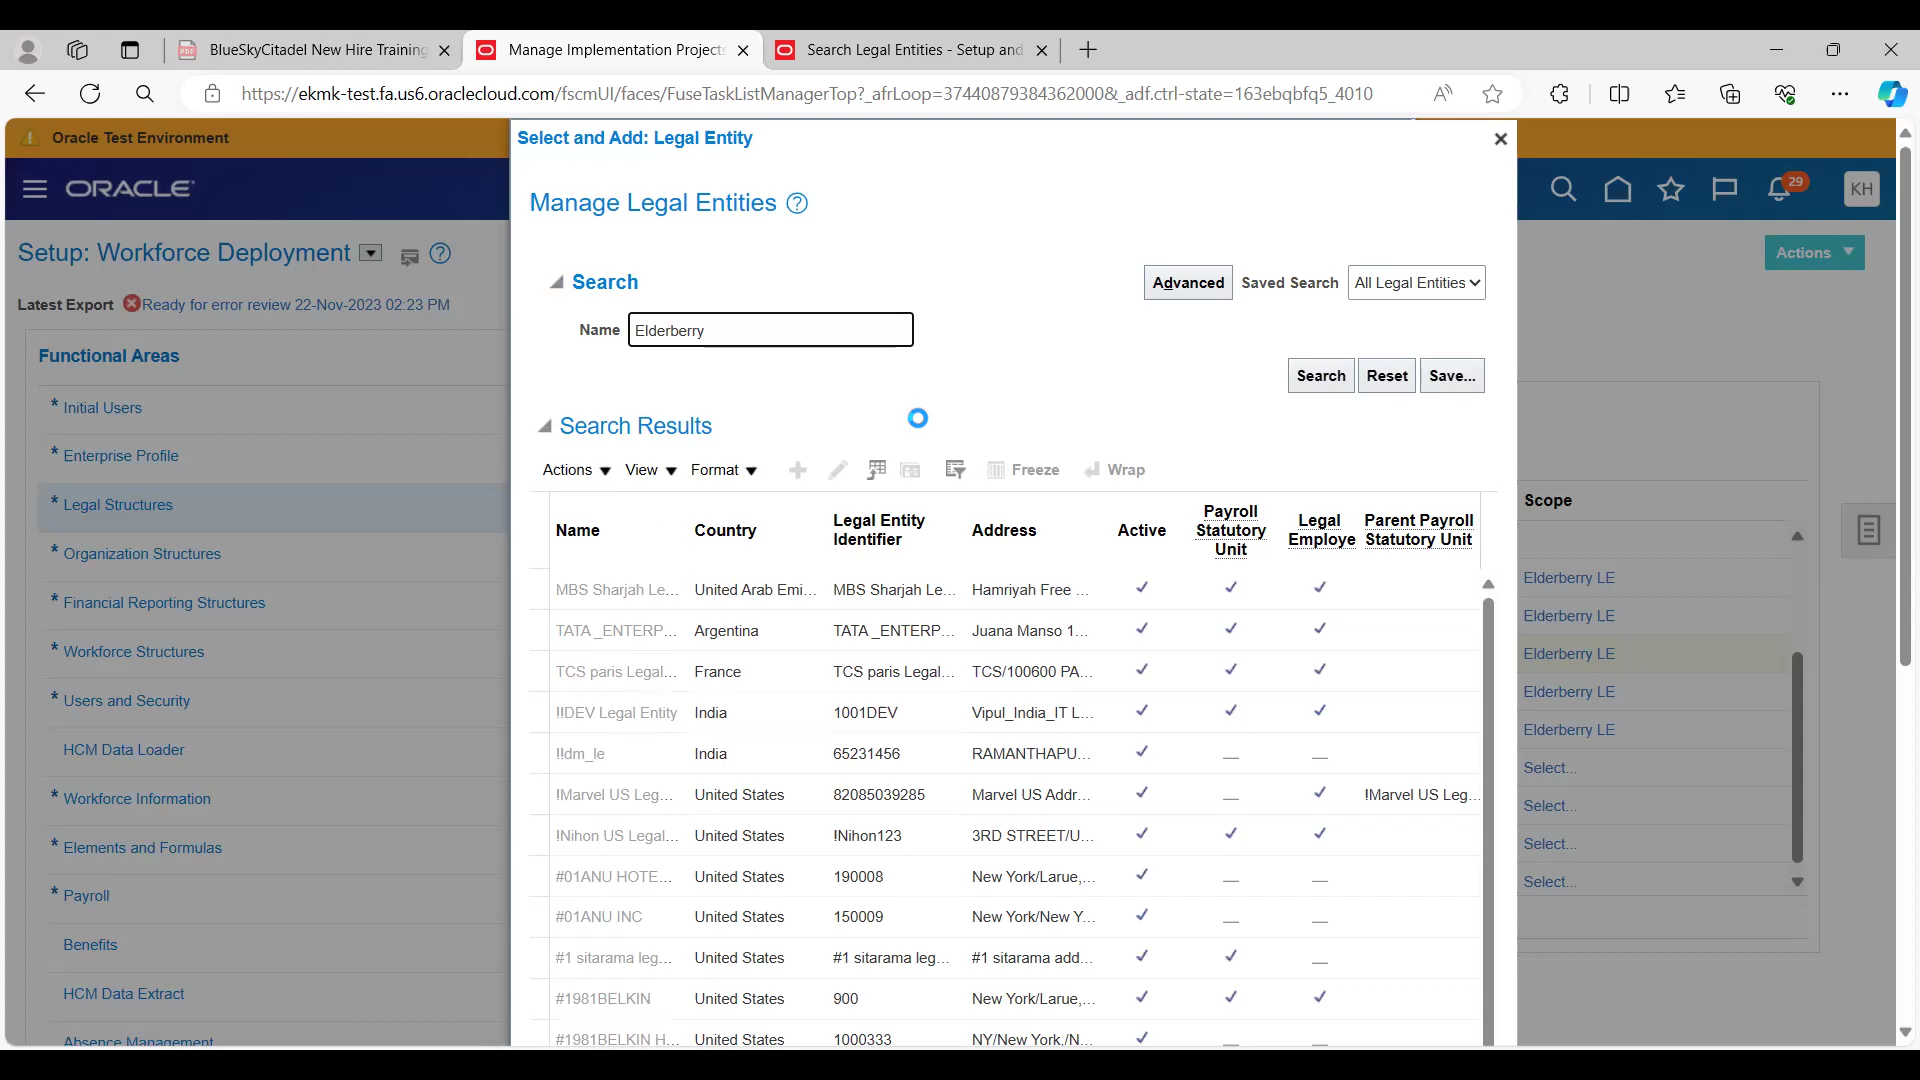 BlueSkyCitadel New Hire Training
Manage Implementation Projects
Search Legal Entities - Setup and
https://ekmk-test.fa.us6.oraclecloud.com/fscmUI/faces/FuseTaskListManagerTop?_afrLoop=37440879384362000&_adf.ctrl-state=163ebqbfq5_4010
Oracle Test Environment
ORACLE
29
KH
Setup: Workforce Deployment
Actions
Latest Export Ready for error review 22-Nov-2023 02:23 PM
Functional Areas
* Initial Users
* Enterprise Profile
* Legal Structures
* Organization Structures
* Financial Reporting Structures
* Workforce Structures
* Users and Security
HCM Data Loader
* Workforce Information
* Elements and Formulas
* Payroll
Benefits
HCM Data Extract
Absence Management
Select and Add: Legal Entity
Manage Legal Entities
Search
Advanced Saved Search All Legal Entities
Name Elderberry
Search Reset Save...
Search Results
Actions View Format Freeze Wrap
Name Country Legal Entity Identifier Address Active Payroll Statutory Unit Legal Employe Parent Payroll Statutory Unit
MBS Sharjah Le... United Arab Emi... MBS Sharjah Le... Hamriyah Free ...
TATA _ENTERP... Argentina TATA _ENTERP... Juana Manso 1...
TCS paris Legal... France TCS paris Legal... TCS/100600 PA...
!!DEV Legal Entity India 1001DEV Vipul_India_IT L...
!!dm_le India 65231456 RAMANTHAPU...
!Marvel US Leg... United States 82085039285 Marvel US Addr... !Marvel US Leg...
!Nihon US Legal... United States !Nihon123 3RD STREET/U...
#01ANU HOTE... United States 190008 New York/Larue,...
#01ANU INC United States 150009 New York/New Y...
#1 sitarama leg... United States #1 sitarama leg... #1 sitarama add...
#1981BELKIN United States 900 New York/Larue,...
#1981BELKIN H... United States 1000333 NY/New York,/N...
Scope
Elderberry LE
Elderberry LE
Elderberry LE
Elderberry LE
Elderberry LE
Select...
Select...
Select...
Select...